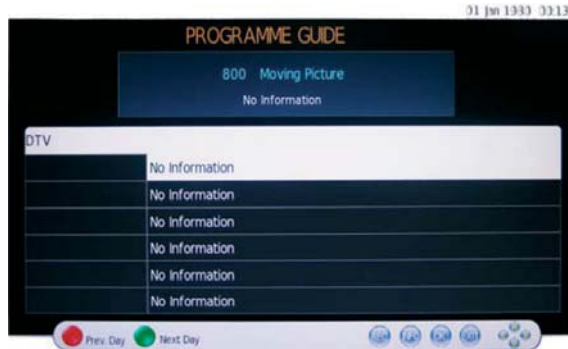 01 Jan 1980 00:13
PROGRAMME GUIDE
800 Moving Picture
No Information
DTV
No Information
No Information
No Information
No Information
No Information
No Information
Prev. Day Next Day